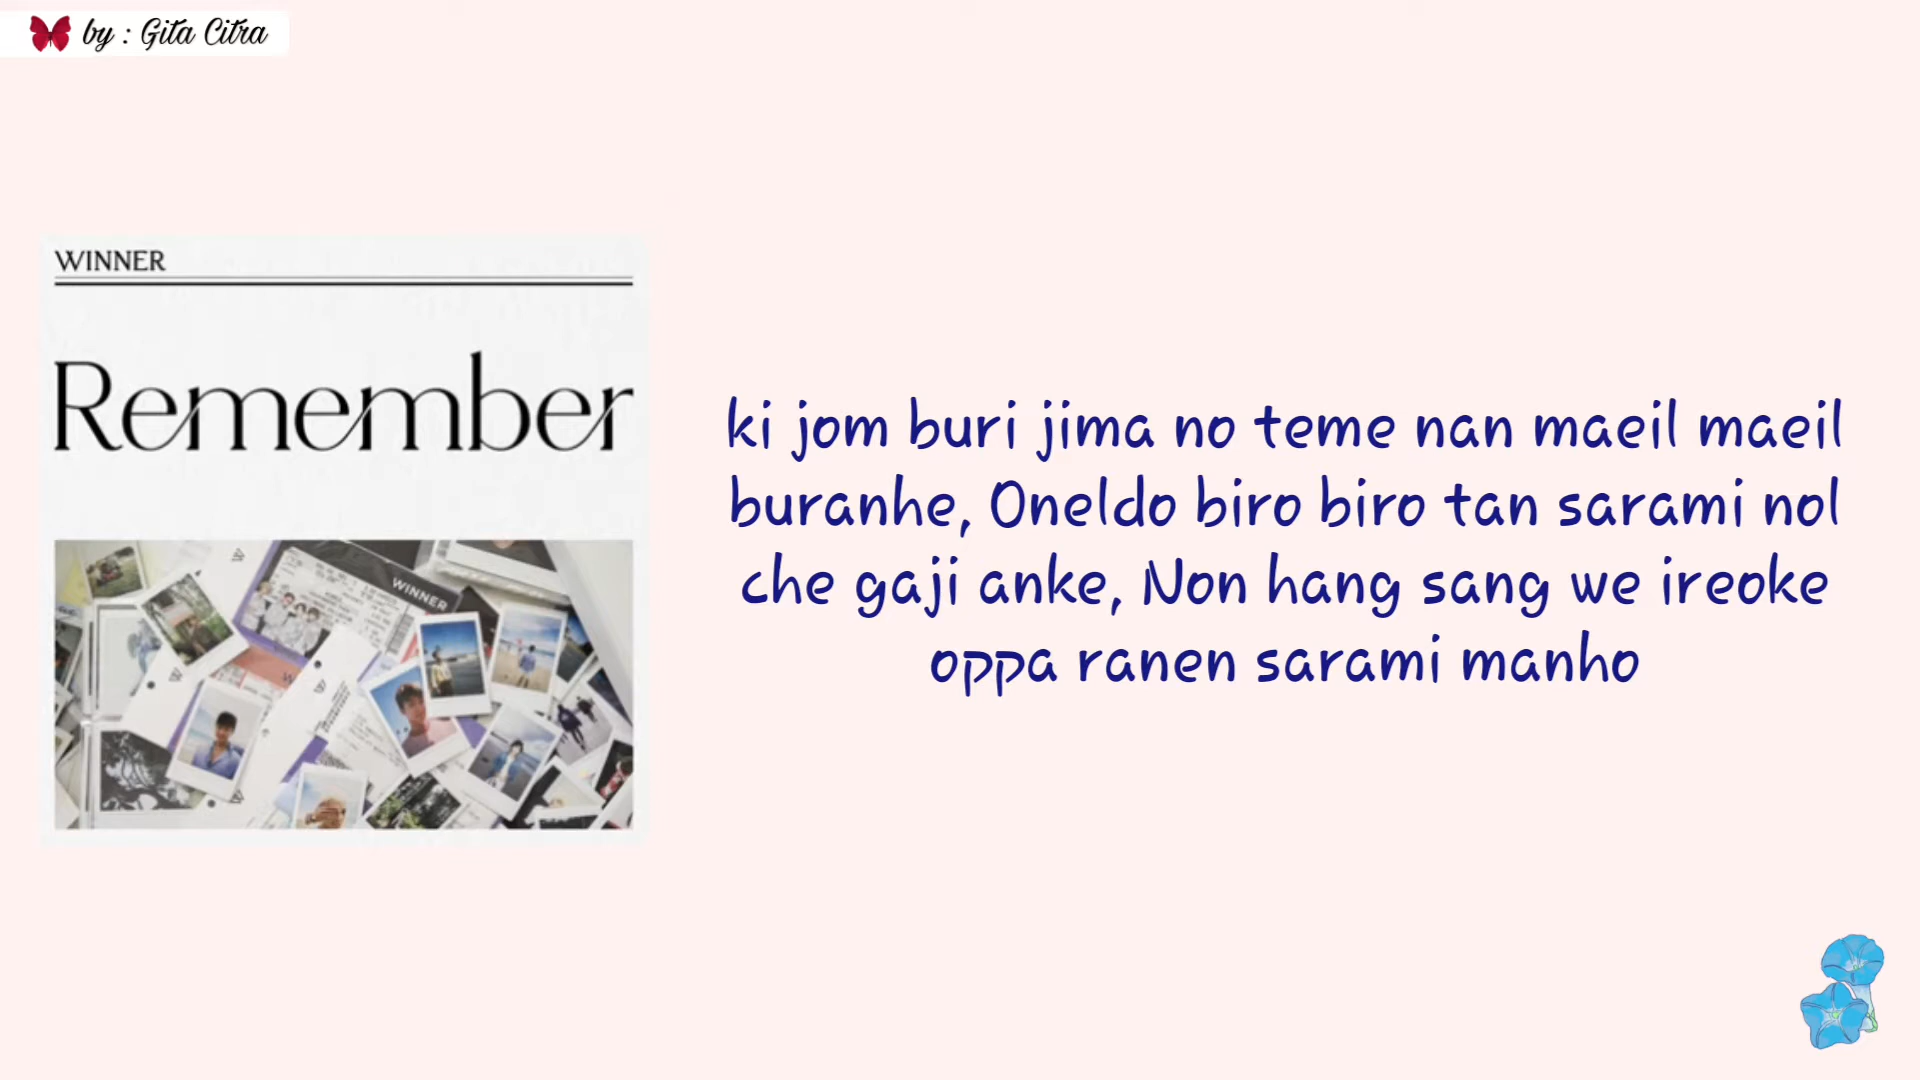 by : Gita Citra
WINNER
Remember
WINNER
ki jom buri jima no teme nan maeil maeil
buranhe, Oneldo biro biro tan sarami nol
che gaji anke, Non hang sang we ireoke
oppa ranen sarami manho